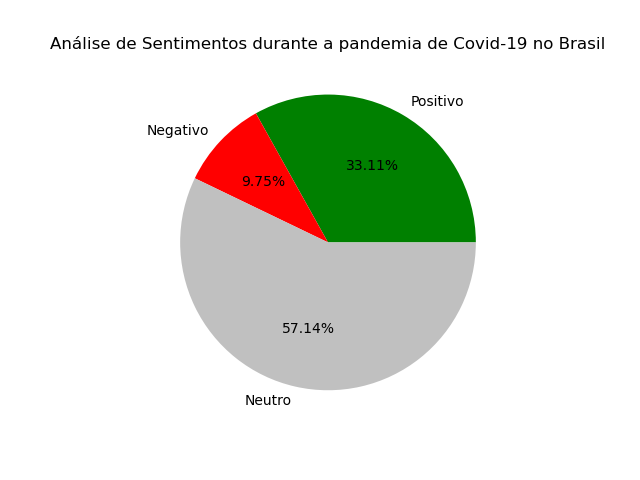 Análise de Sentimentos durante a pandemia de Covid-19 no Brasil
Positivo
Negativo
33.11%
9.75%
57.14%
Neutro